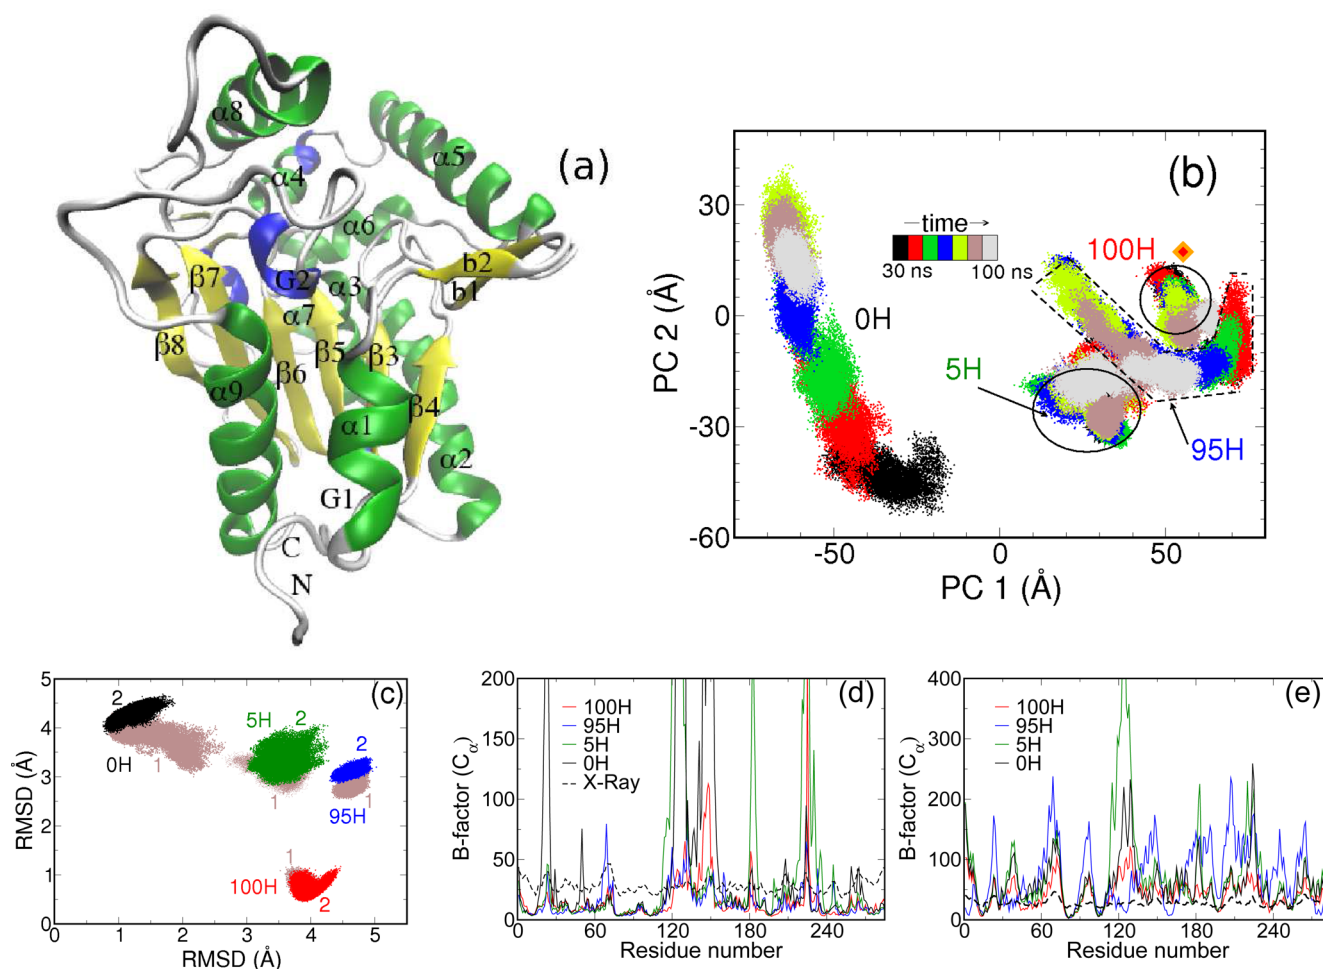 (a)
α8
α5
α4
α6
b2
b1
β7
G2
α3
α7
β8
β5
β3
β6
α9
β4
α1
α2
G1
C
N
(b)
time
30 ns
100 ns
100H
0H
5H
95H
30
0
-30
-60
PC 2 (Å)
-50
0
50
PC 1 (Å)
(c)
5
4
3
2
1
0
RMSD (Å)
2
0H
1
5H
2
1
2
1
95H
1
100H
2
0
1
2
3
4
5
RMSD (Å)
(d)
200
150
100
50
0
B-factor (Cα)
100H
95H
5H
0H
X-Ray
0
60
120
180
240
Residue number
(e)
400
300
200
100
0
B-factor (Cα)
100H
95H
5H
0H
0
60
120
180
240
Residue number